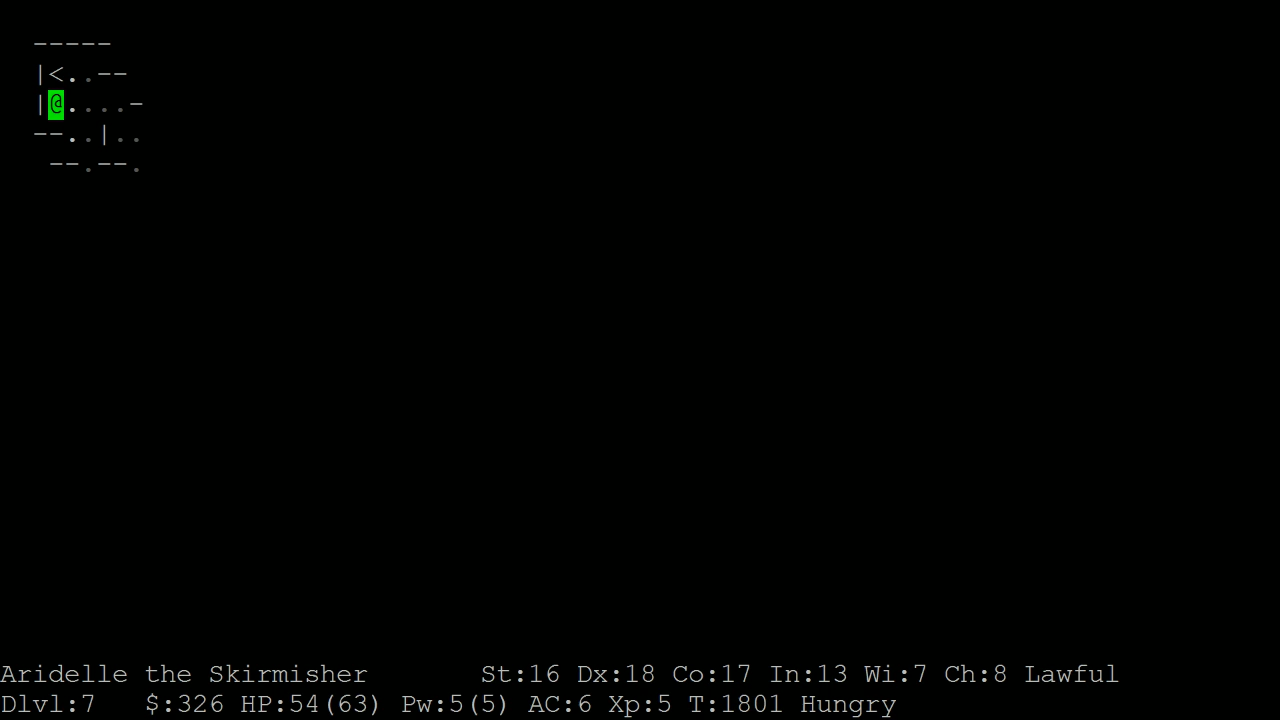 -----
  |<..--
  |@....-
  --..|..
   --.--.
Aridelle the Skirmisher       St:16 Dx:18 Co:17 In:13 Wi:7 Ch:8 Lawful
Dlvl:7   $:326 HP:54(63) Pw:5(5) AC:6 Xp:5 T:1801 Hungry